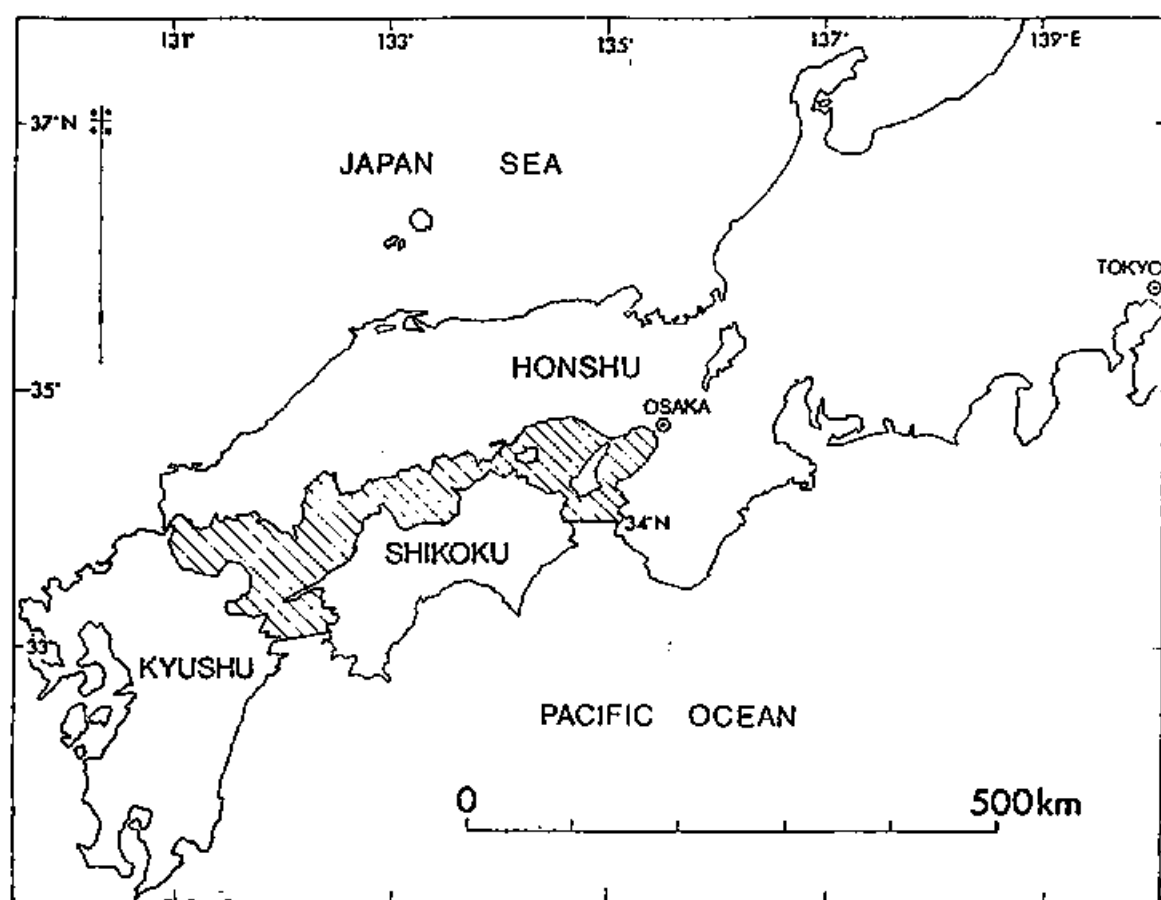 131° 133° 135° 137° 139°E
37°N
JAPAN SEA
TOKYO
HONSHU
35°
OSAKA
34°N
SHIKOKU
33°
KYUSHU
PACIFIC OCEAN
0 500km